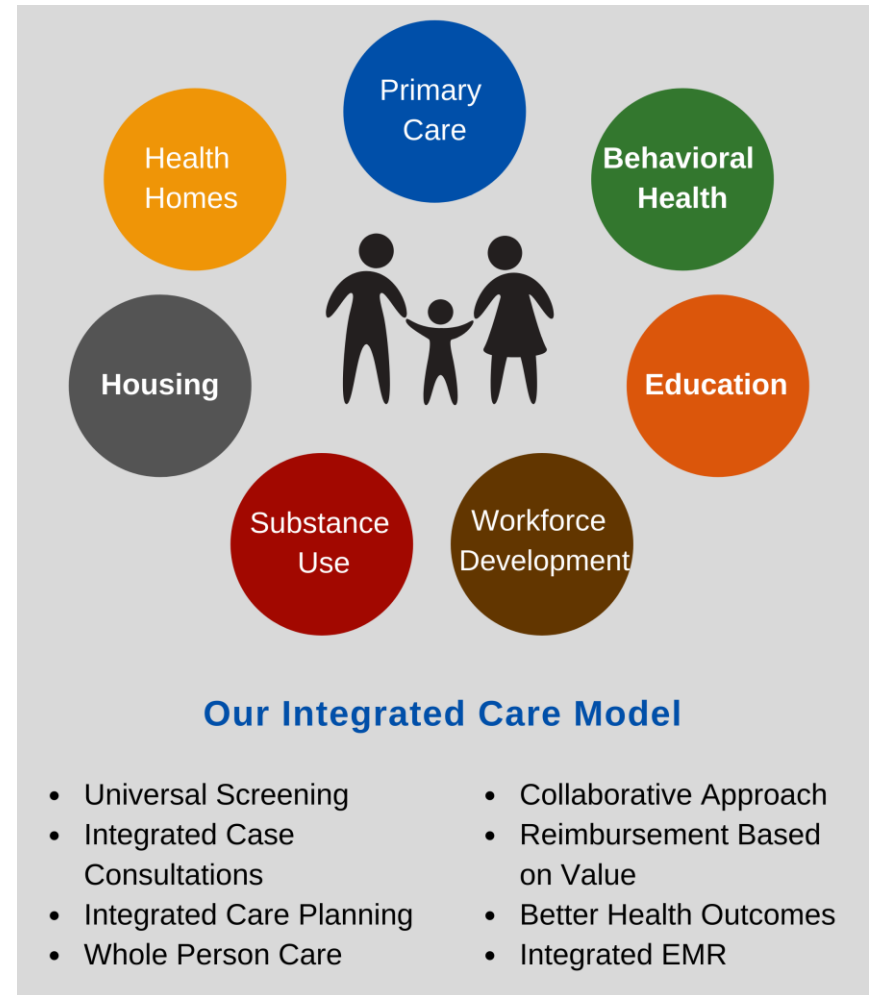 Primary
Care
Health
Homes
Behavioral
Health
Housing
Education
Substance
Use
Workforce
Development
Our Integrated Care Model
• Universal Screening
• Integrated Case
Consultations
• Integrated Care Planning
• Whole Person Care
• Collaborative Approach
• Reimbursement Based
on Value
• Better Health Outcomes
• Integrated EMR